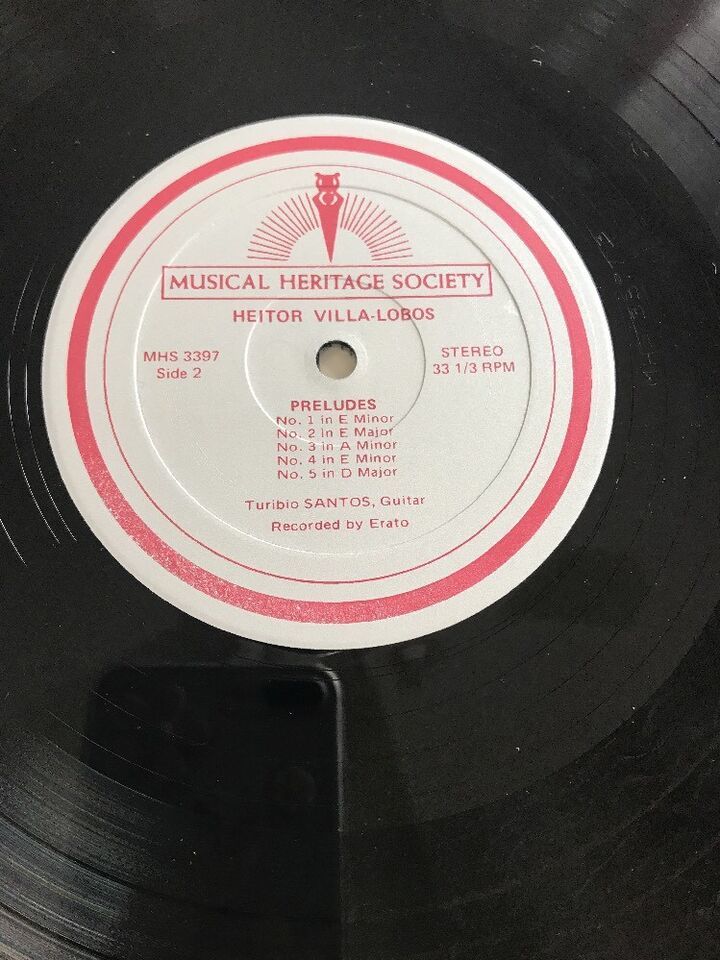 MUSICAL HERITAGE SOCIETY
HEITOR VILLA-LOBOS
MHS 3397
Side 2
STEREO
33 1/3 RPM
PRELUDES
No. 1 in E Minor
No. 2 in E Major
No. 3 in A Minor
No. 4 in E Minor
No. 5 in D Major
Turibio SANTOS, Guitar
Recorded by Erato